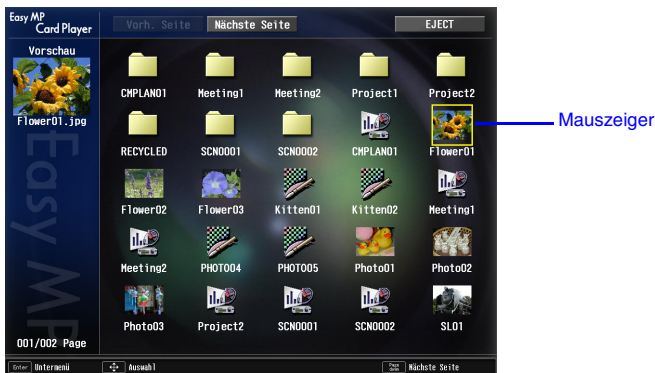 Easy MP
Card Player
Vorh. Seite Nächste Seite EJECT
Vorschau
Flower01.jpg
CMPLAN01 Meeting1 Meeting2 Project1 Project2
Mauszeiger
RECYCLED SCN0001 SCN0002 CMPLAN01 Flower01
Flower02 Flower03 Kitten01 Kitten02 Meeting1
Meeting2 PHOTO04 PHOTO05 Photo01 Photo02
Photo03 Project2 SCN0001 SCN0002 SL01
Easy MP
001/002 Page
Enter Untermenü Auswahl Page down Nächste Seite